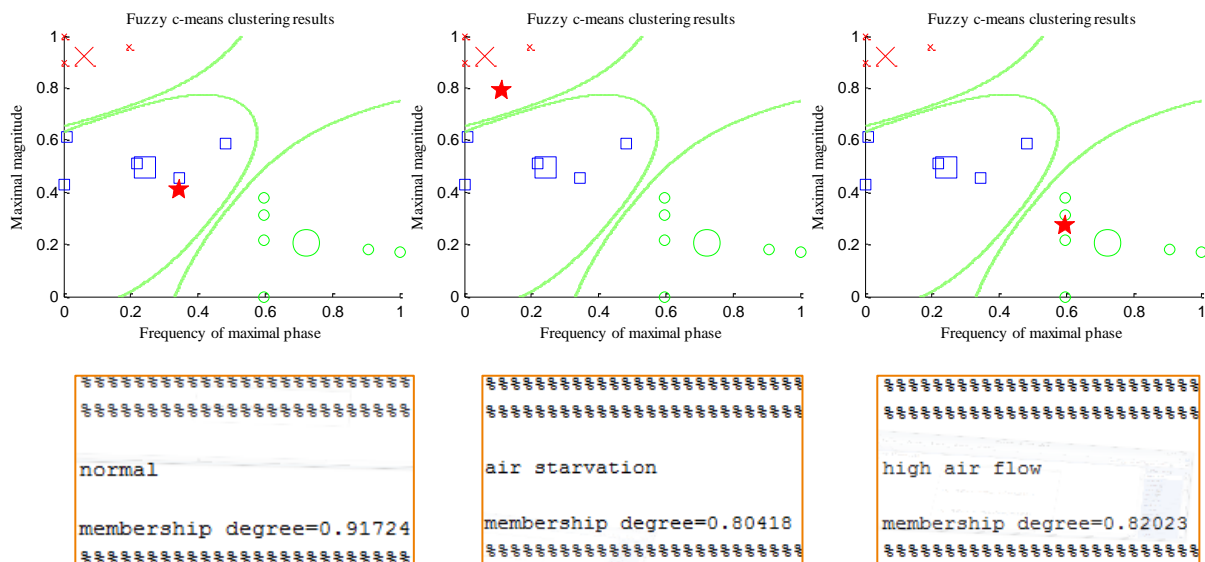 Fuzzy c-means clustering results
Maximal magnitude
1
0.8
0.6
0.4
0.2
0
0 0.2 0.4 0.6 0.8 1
Frequency of maximal phase
Fuzzy c-means clustering results
Maximal magnitude
1
0.8
0.6
0.4
0.2
0
0 0.2 0.4 0.6 0.8 1
Frequency of maximal phase
Fuzzy c-means clustering results
Maximal magnitude
1
0.8
0.6
0.4
0.2
0
0 0.2 0.4 0.6 0.8 1
Frequency of maximal phase
%%%%%%%%%%%%%%%%%%%%%%%%%
%%%%%%%%%%%%%%%%%%%%%%%%%
normal
membership degree=0.91724
%%%%%%%%%%%%%%%%%%%%%%%%%
%%%%%%%%%%%%%%%%%%%%%%%%%
%%%%%%%%%%%%%%%%%%%%%%%%%
air starvation
membership degree=0.80418
%%%%%%%%%%%%%%%%%%%%%%%%%
%%%%%%%%%%%%%%%%%%%%%%%%%
%%%%%%%%%%%%%%%%%%%%%%%%%
high air flow
membership degree=0.82023
%%%%%%%%%%%%%%%%%%%%%%%%%